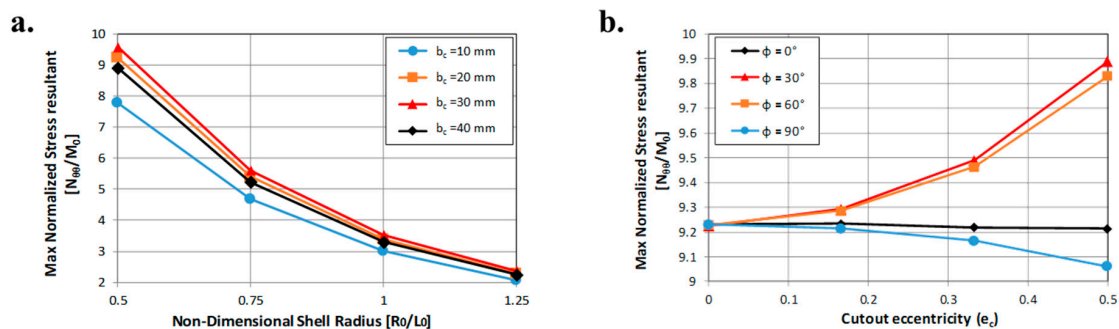 a.
Max Normalized Stress resultant
[Nθθ/M0]
10
9
8
7
6
5
4
3
2
0.5
0.75
1
1.25
Non-Dimensional Shell Radius [R0/L0]
bc =10 mm
bc =20 mm
bc =30 mm
bc =40 mm
b.
Max Normalized Stress resultant
[Nθθ/M0]
10
9.9
9.8
9.7
9.6
9.5
9.4
9.3
9.2
9.1
9
0
0.1
0.2
0.3
0.4
0.5
Cutout eccentricity (ec)
ϕ = 0°
ϕ = 30°
ϕ = 60°
ϕ = 90°